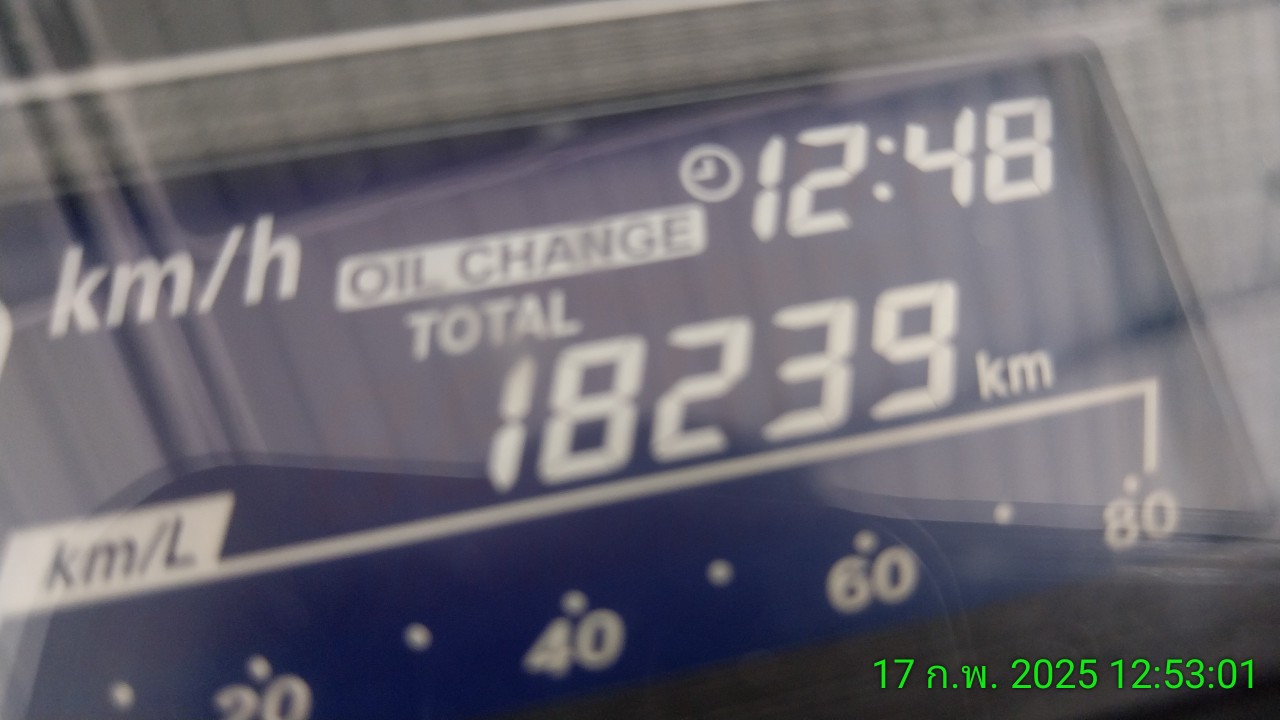 12:48
km/h
OIL CHANGE
TOTAL
18239 km
km/L
20 40 60 80
17 ก.พ. 2025 12:53:01